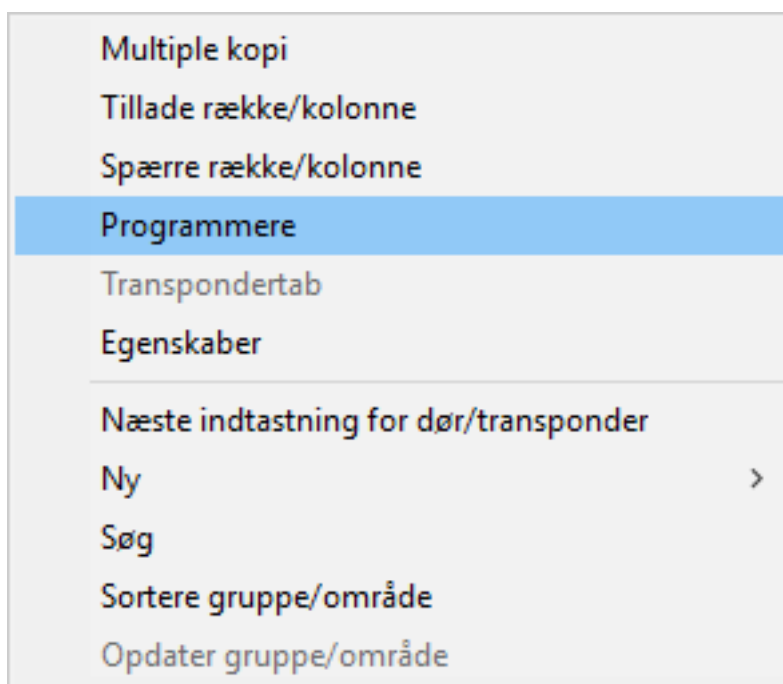 Multiple kopi
Tillade række/kolonne
Spærre række/kolonne
Programmere
Transpondertab
Egenskaber
Næste indtastning for dør/transponder
Ny
Søg
Sortere gruppe/område
Opdater gruppe/område